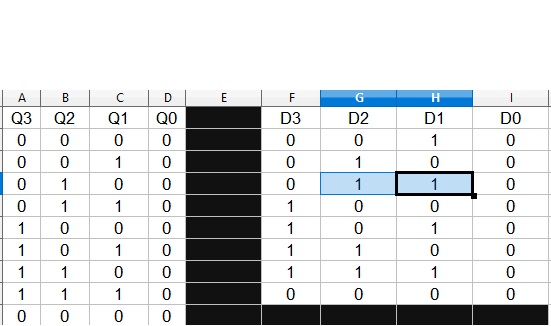 A B C D E F G H I
Q3 Q2 Q1 Q0 D3 D2 D1 D0
0 0 0 0 0 0 1 0
0 0 1 0 0 1 0 0
0 1 0 0 0 1 1 0
0 1 1 0 1 0 0 0
1 0 0 0 1 0 1 0
1 0 1 0 1 1 0 0
1 1 0 0 1 1 1 0
1 1 1 0 0 0 0 0
0 0 0 0